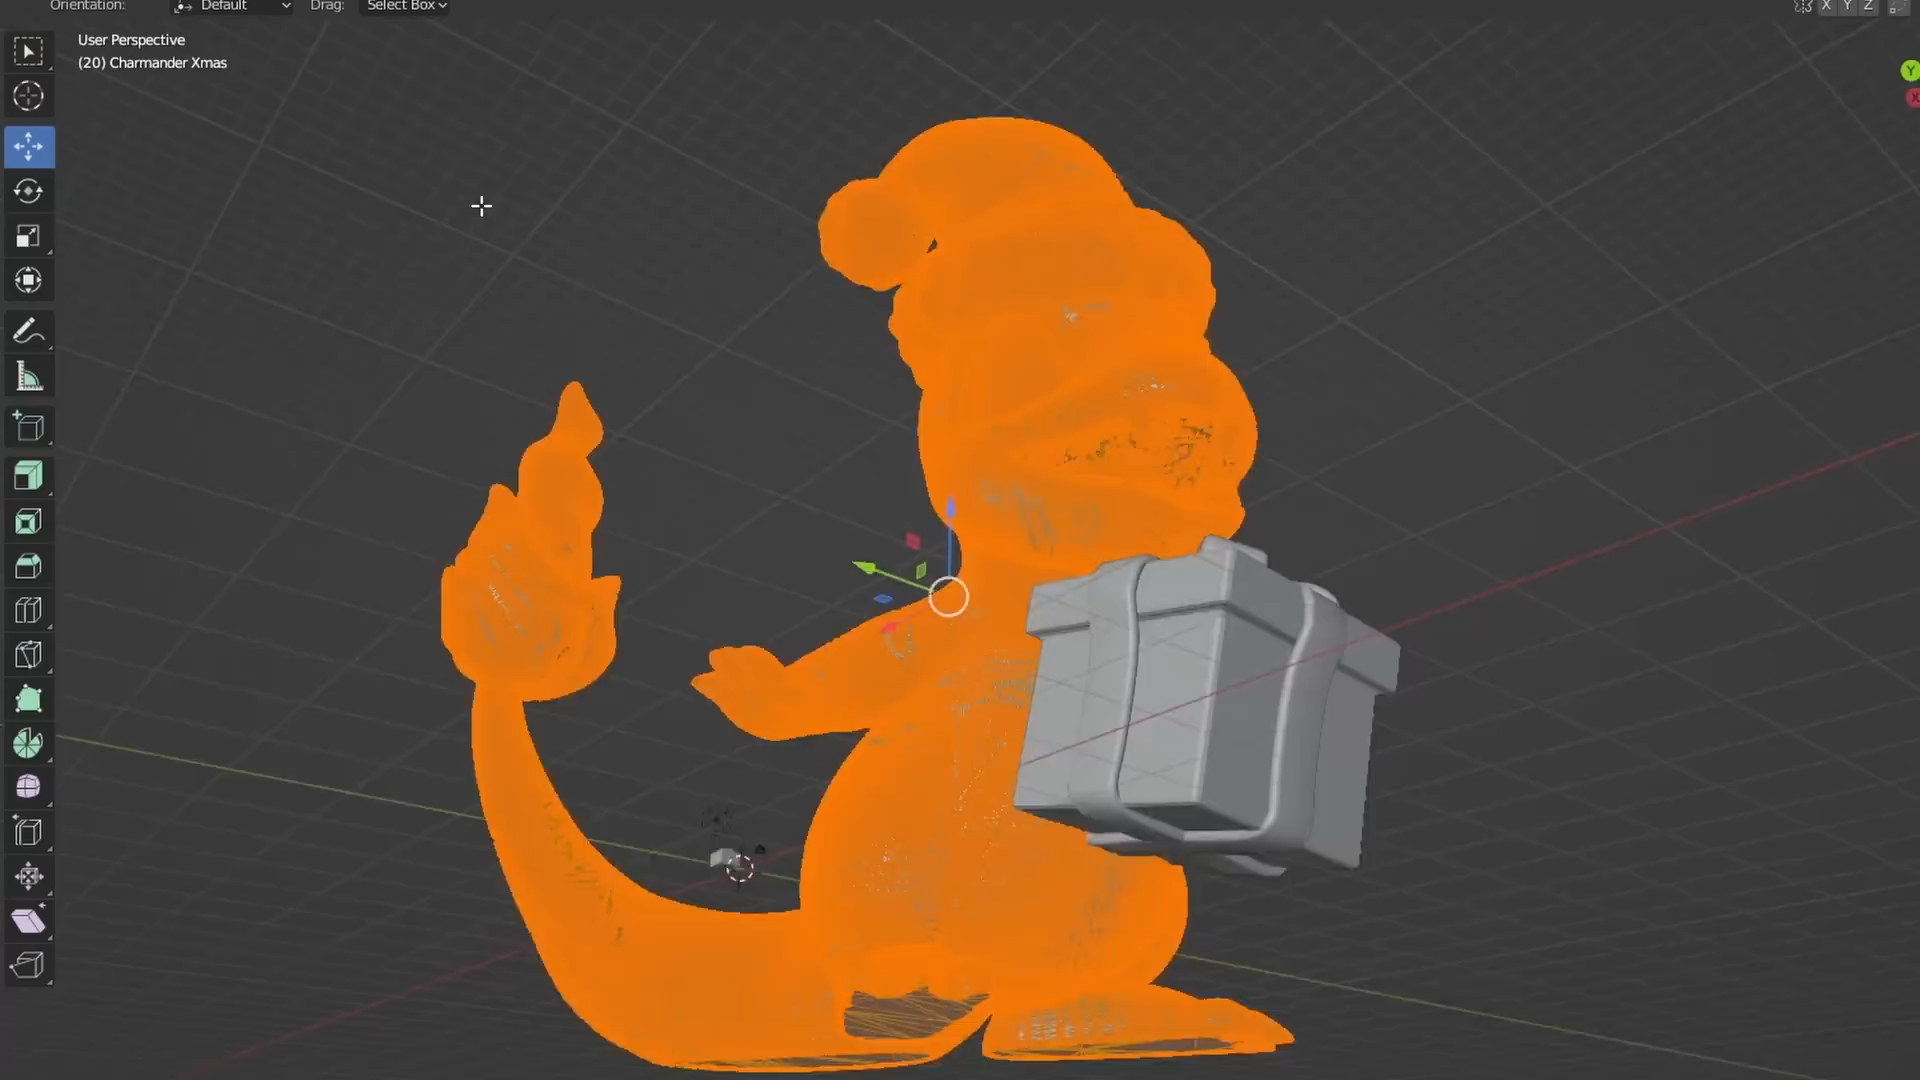 Orientation: Default Drag: Select Box X Y Z
User Perspective
(20) Charmander Xmas
Y
X